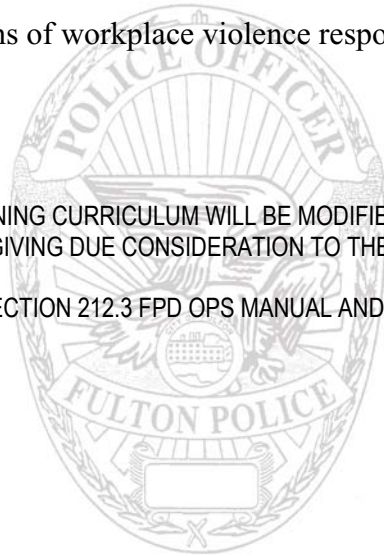 ns of workplace violence respo
POLICE OFFICER
NING CURRICULUM WILL BE MODIFIE
GIVING DUE CONSIDERATION TO THE
ECTION 212.3 FPD OPS MANUAL AND
FULTON POLICE